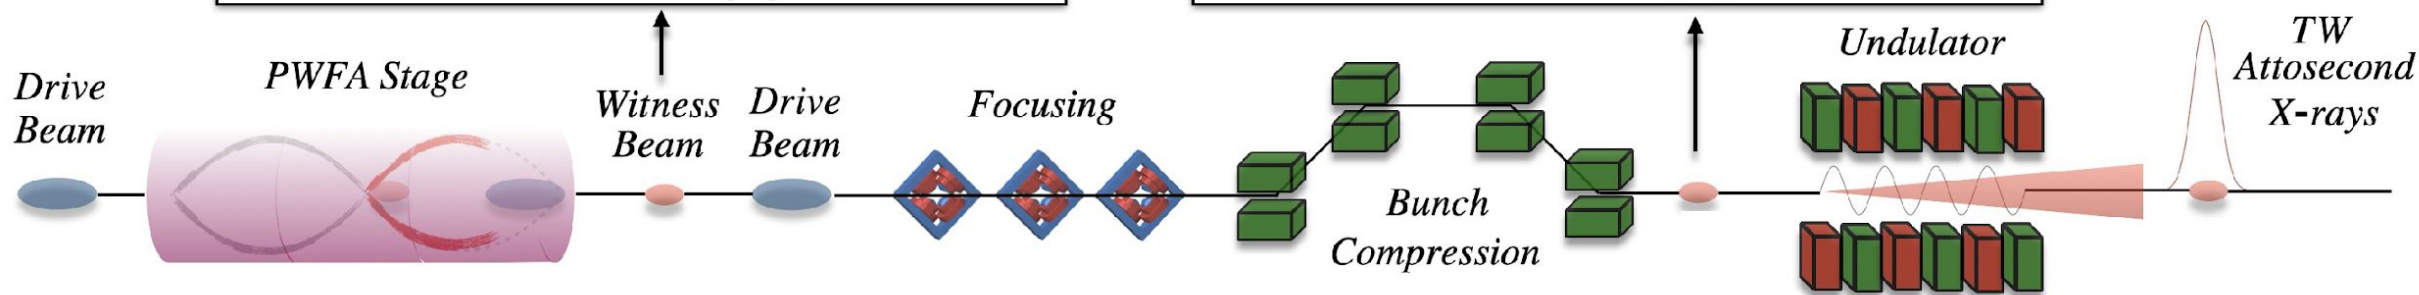 Drive
Beam
PWFA Stage
Witness
Beam
Drive
Beam
Focusing
Bunch
Compression
Undulator
TW
Attosecond
X-rays